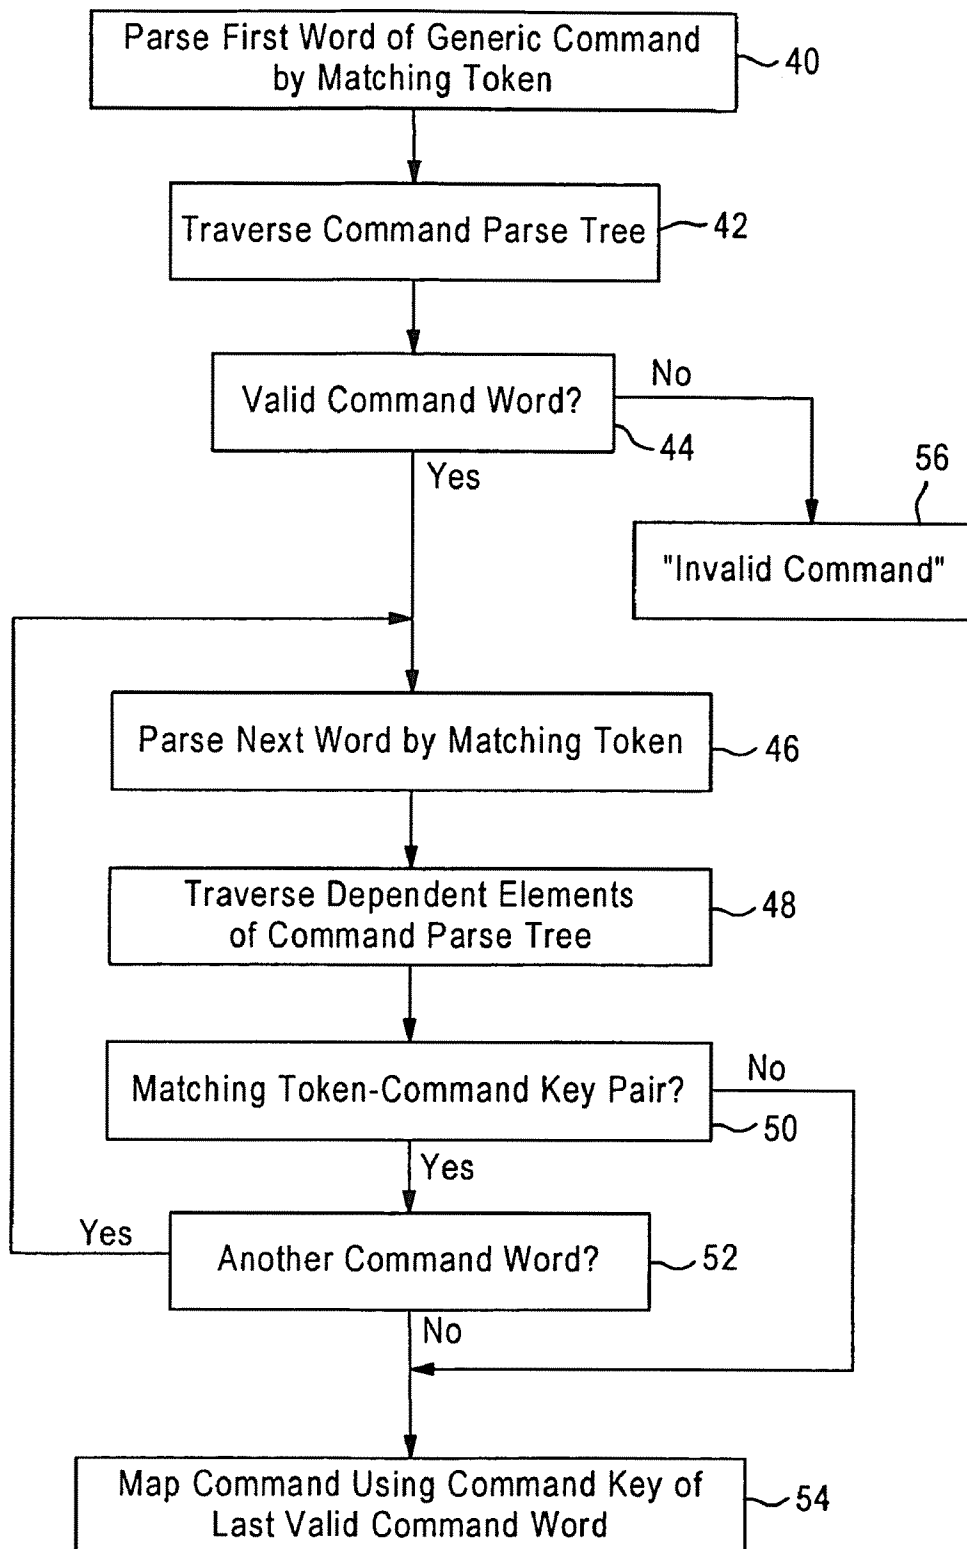 Parse First Word of Generic Command
by Matching Token
40
Traverse Command Parse Tree
42
Valid Command Word?
No
44
Yes
56
"Invalid Command"
Parse Next Word by Matching Token
46
Traverse Dependent Elements
of Command Parse Tree
48
Matching Token-Command Key Pair?
No
50
Yes
Yes
Another Command Word?
52
No
Map Command Using Command Key of
Last Valid Command Word
54